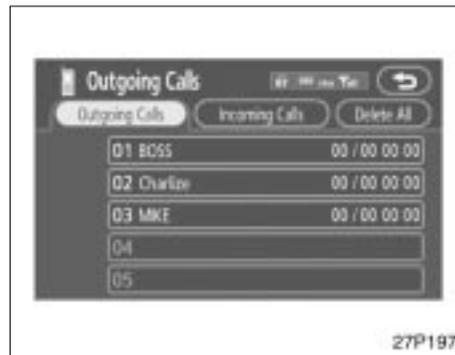 Outgoing Calls
Outgoing Calls Incoming Calls Delete All
01 BOSS 00 / 00 00:00
02 Charlize 00 / 00 00:00
03 MIKE 00 / 00 00:00
04
05
27P197